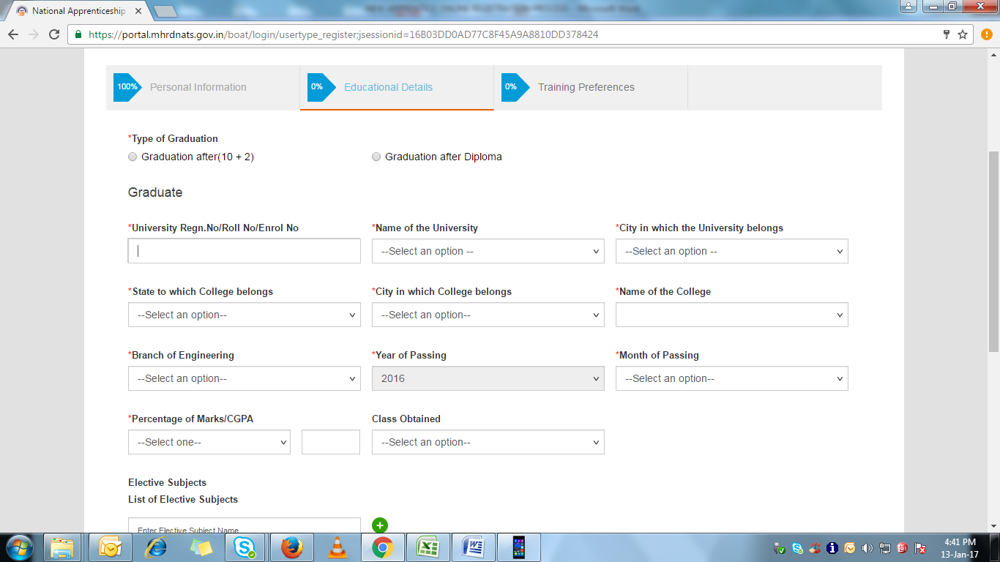 National Apprenticeship
https://portal.mhrdnats.gov.in/boat/login/usertype_register;jsessionid=16B03DD0AD77C8F45A9A8810DD378424
100% Personal Information 0% Educational Details 0% Training Preferences
*Type of Graduation
Graduation after(10 + 2) Graduation after Diploma
Graduate
*University Regn.No/Roll No/Enrol No *Name of the University *City in which the University belongs
--Select an option -- --Select an option --
*State to which College belongs *City in which College belongs *Name of the College
--Select an option-- --Select an option--
*Branch of Engineering *Year of Passing *Month of Passing
--Select an option-- 2016 --Select an option--
*Percentage of Marks/CGPA Class Obtained
--Select one-- --Select an option--
Elective Subjects
List of Elective Subjects
Enter Elective Subject Name
4:41 PM
13-Jan-17